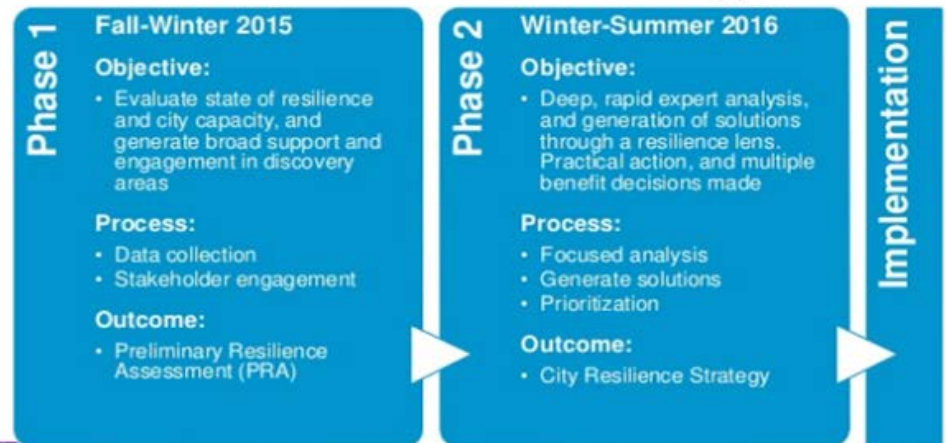 Phase 1
Fall-Winter 2015
Objective:
• Evaluate state of resilience
and city capacity, and
generate broad support and
engagement in discovery
areas
Process:
• Data collection
• Stakeholder engagement
Outcome:
• Preliminary Resilience
Assessment (PRA)
Phase 2
Winter-Summer 2016
Objective:
• Deep, rapid expert analysis,
and generation of solutions
through a resilience lens.
Practical action, and multiple
benefit decisions made
Process:
• Focused analysis
• Generate solutions
• Prioritization
Outcome:
• City Resilience Strategy
Implementation